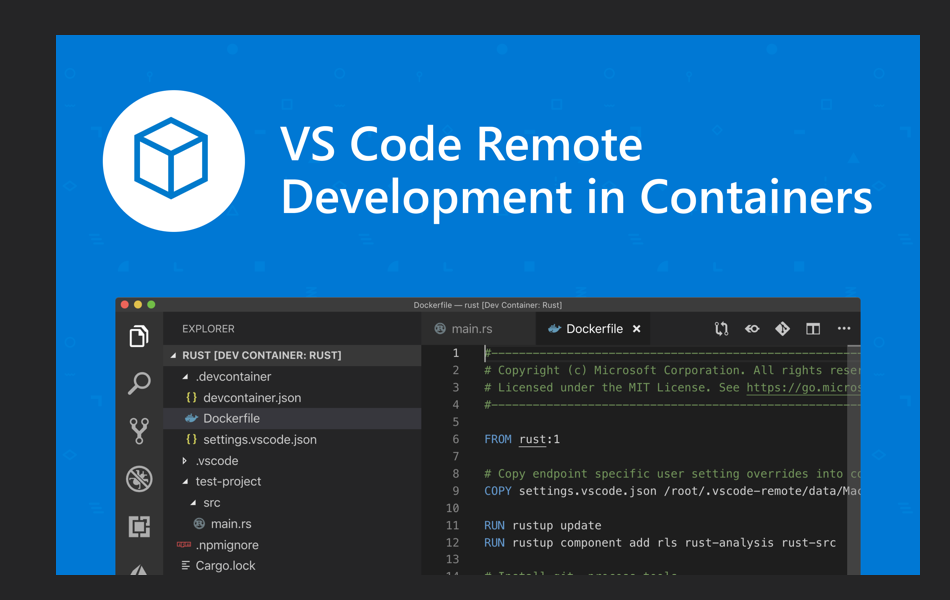 VS Code Remote
Development in Containers
Dockerfile — rust [Dev Container: Rust]
EXPLORER
RUST [DEV CONTAINER: RUST]
.devcontainer
{} devcontainer.json
Dockerfile
{} settings.vscode.json
.vscode
test-project
src
main.rs
.npmignore
Cargo.lock
main.rs
Dockerfile ×
1 #-------------------------------------------------------
2 # Copyright (c) Microsoft Corporation. All rights
3 # Licensed under the MIT License. See https://go.
4 #-------------------------------------------------------
5
6 FROM rust:1
7
8 # Copy endpoint specific user setting overrides into
9 COPY settings.vscode.json /root/.vscode-remote/data/
10
11 RUN rustup update
12 RUN rustup component add rls rust-analysis rust-src
13